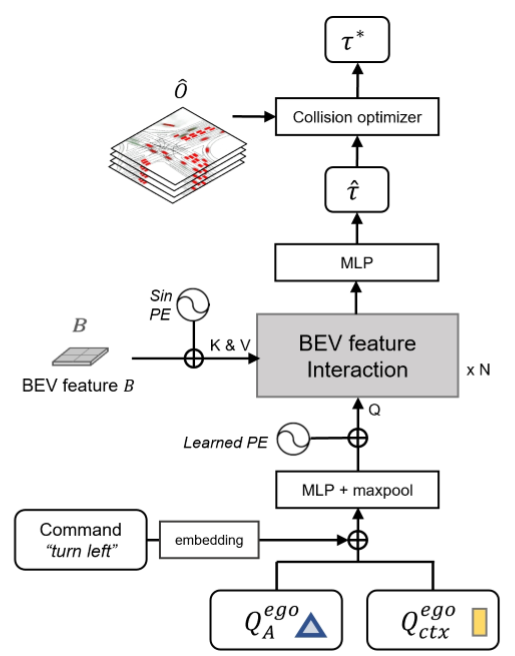 τ*
Ô
Collision optimizer
τ̂
MLP
Sin
PE
B
K & V
BEV feature
Interaction
x N
BEV feature B
Q
Learned PE
MLP + maxpool
Command
“turn left”
embedding
Q_A^ego
Q_ctx^ego